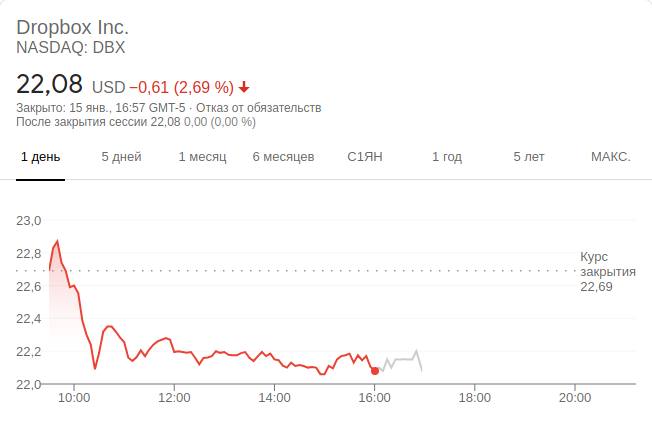 Dropbox Inc.
NASDAQ: DBX
22,08 USD −0,61 (2,69 %)
Закрыто: 15 янв., 16:57 GMT-5 · Отказ от обязательств
После закрытия сессии 22,08 0,00 (0,00 %)
1 день 5 дней 1 месяц 6 месяцев С1ЯН 1 год 5 лет МАКС.
23,0
22,8
Курс
закрытия
22,69
22,6
22,4
22,2
22,0
10:00 12:00 14:00 16:00 18:00 20:00